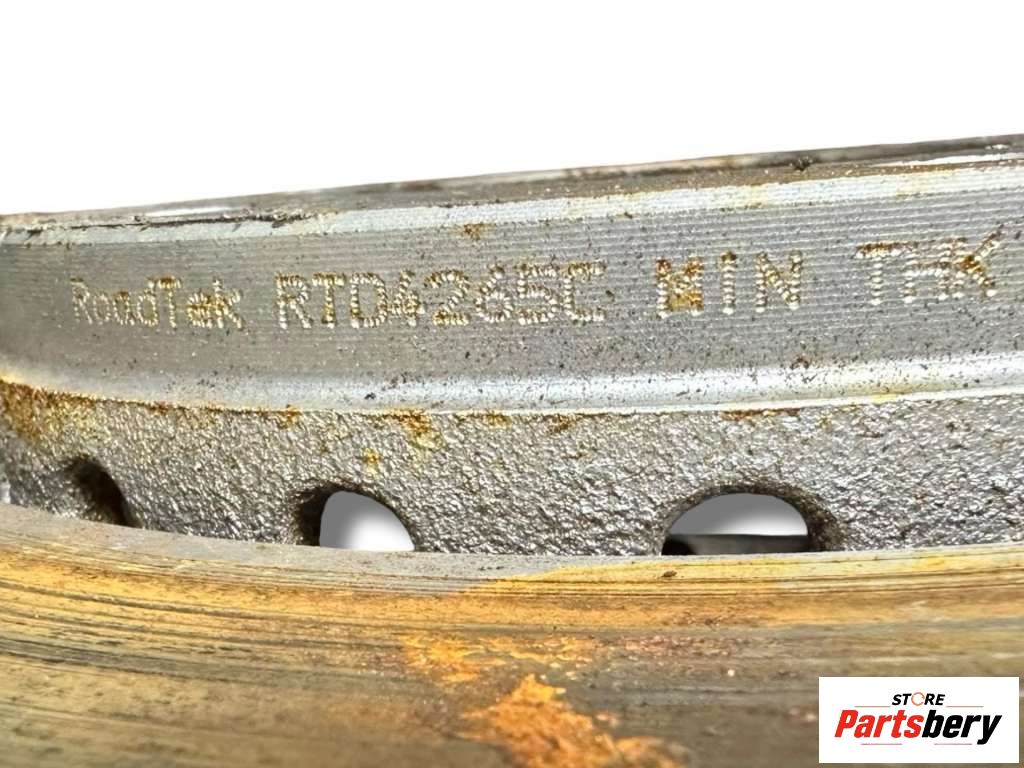 RoadTek RTD4265C MIN THK
STORE
Partsbery